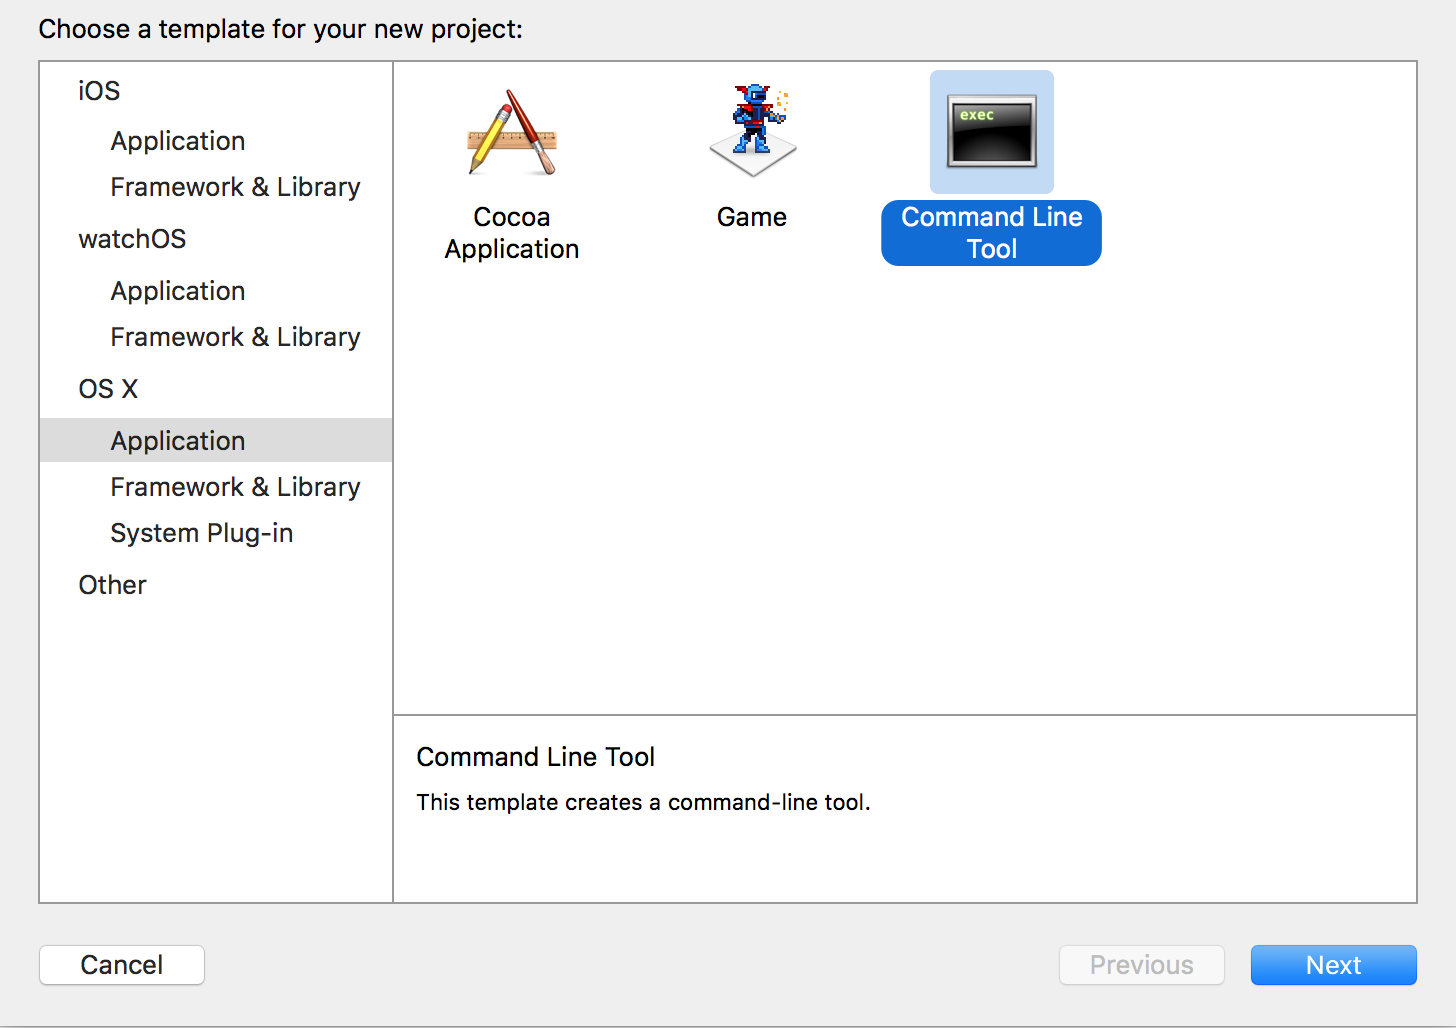 Choose a template for your new project:
iOS
Application
Framework & Library
watchOS
Application
Framework & Library
OS X
Application
Framework & Library
System Plug-in
Other
Cocoa
Application
Game
exec
Command Line
Tool
Command Line Tool
This template creates a command-line tool.
Cancel
Previous
Next